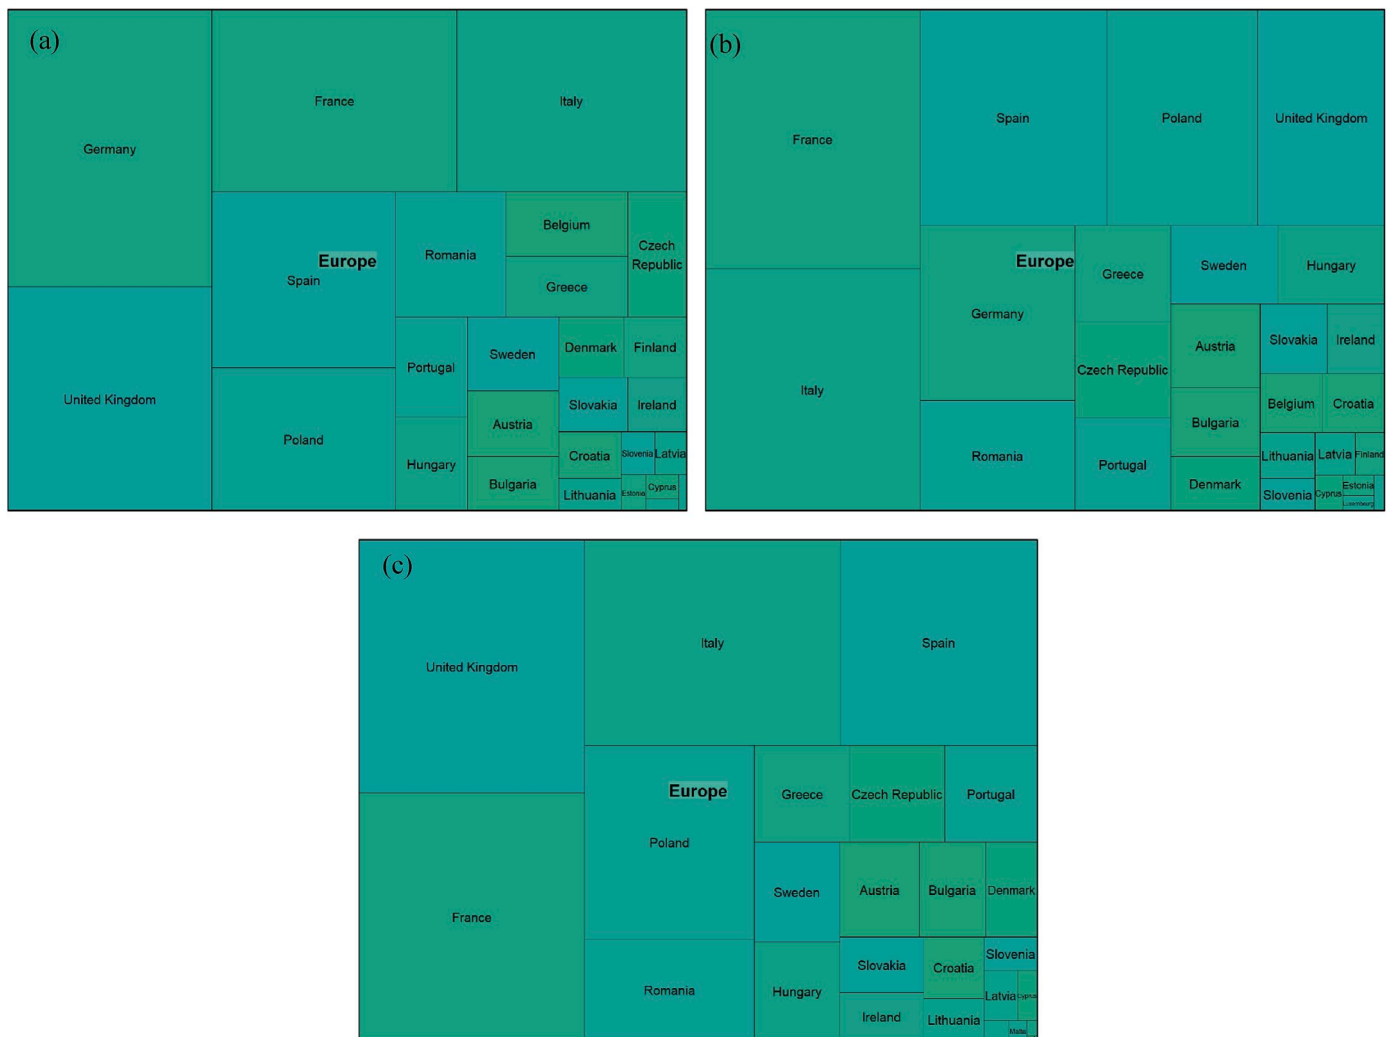 (a)
France
Italy
Germany
Belgium
Czech
Republic
Romania
Europe
Spain
Greece
Portugal
Sweden
Denmark
Finland
United Kingdom
Slovakia
Ireland
Austria
Poland
Croatia
Slovenia
Latvia
Hungary
Bulgaria
Lithuania
Estonia
Cyprus
(b)
Spain
Poland
United Kingdom
France
Europe
Greece
Sweden
Hungary
Germany
Austria
Slovakia
Ireland
Czech Republic
Italy
Belgium
Croatia
Bulgaria
Romania
Portugal
Lithuania
Latvia
Finland
Denmark
Slovenia
Cyprus
Estonia
Luxembourg
(c)
United Kingdom
Italy
Spain
Europe
Greece
Czech Republic
Portugal
Poland
Sweden
Austria
Bulgaria
Denmark
France
Slovakia
Croatia
Slovenia
Romania
Hungary
Latvia
Cyprus
Ireland
Lithuania
Malta